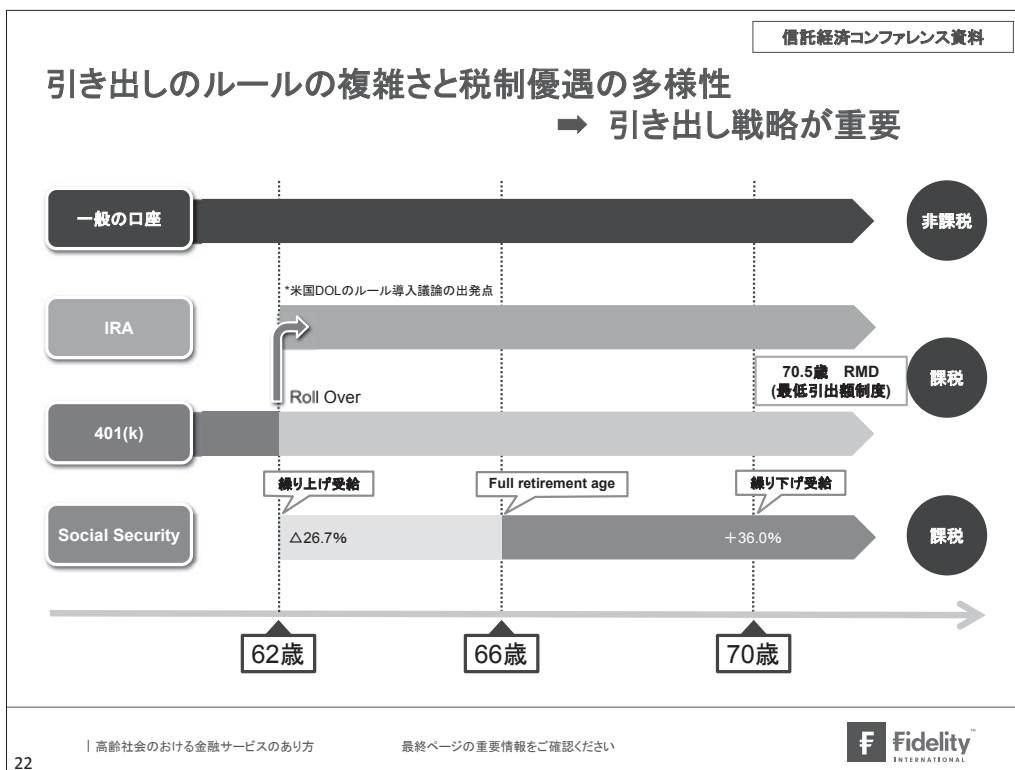 信託経済コンファレンス資料
引き出しのルールの複雑さと税制優遇の多様性
➡ 引き出し戦略が重要
一般の口座
非課税
*米国DOLのルール導入議論の出発点
IRA
70.5歳 RMD
(最低引出額制度)
課税
Roll Over
401(k)
繰り上げ受給
Full retirement age
繰り下げ受給
Social Security
△26.7%
+36.0%
課税
62歳
66歳
70歳
| 高齢社会のおける金融サービスのあり方
最終ページの重要情報をご確認ください
Fidelity™
INTERNATIONAL
22